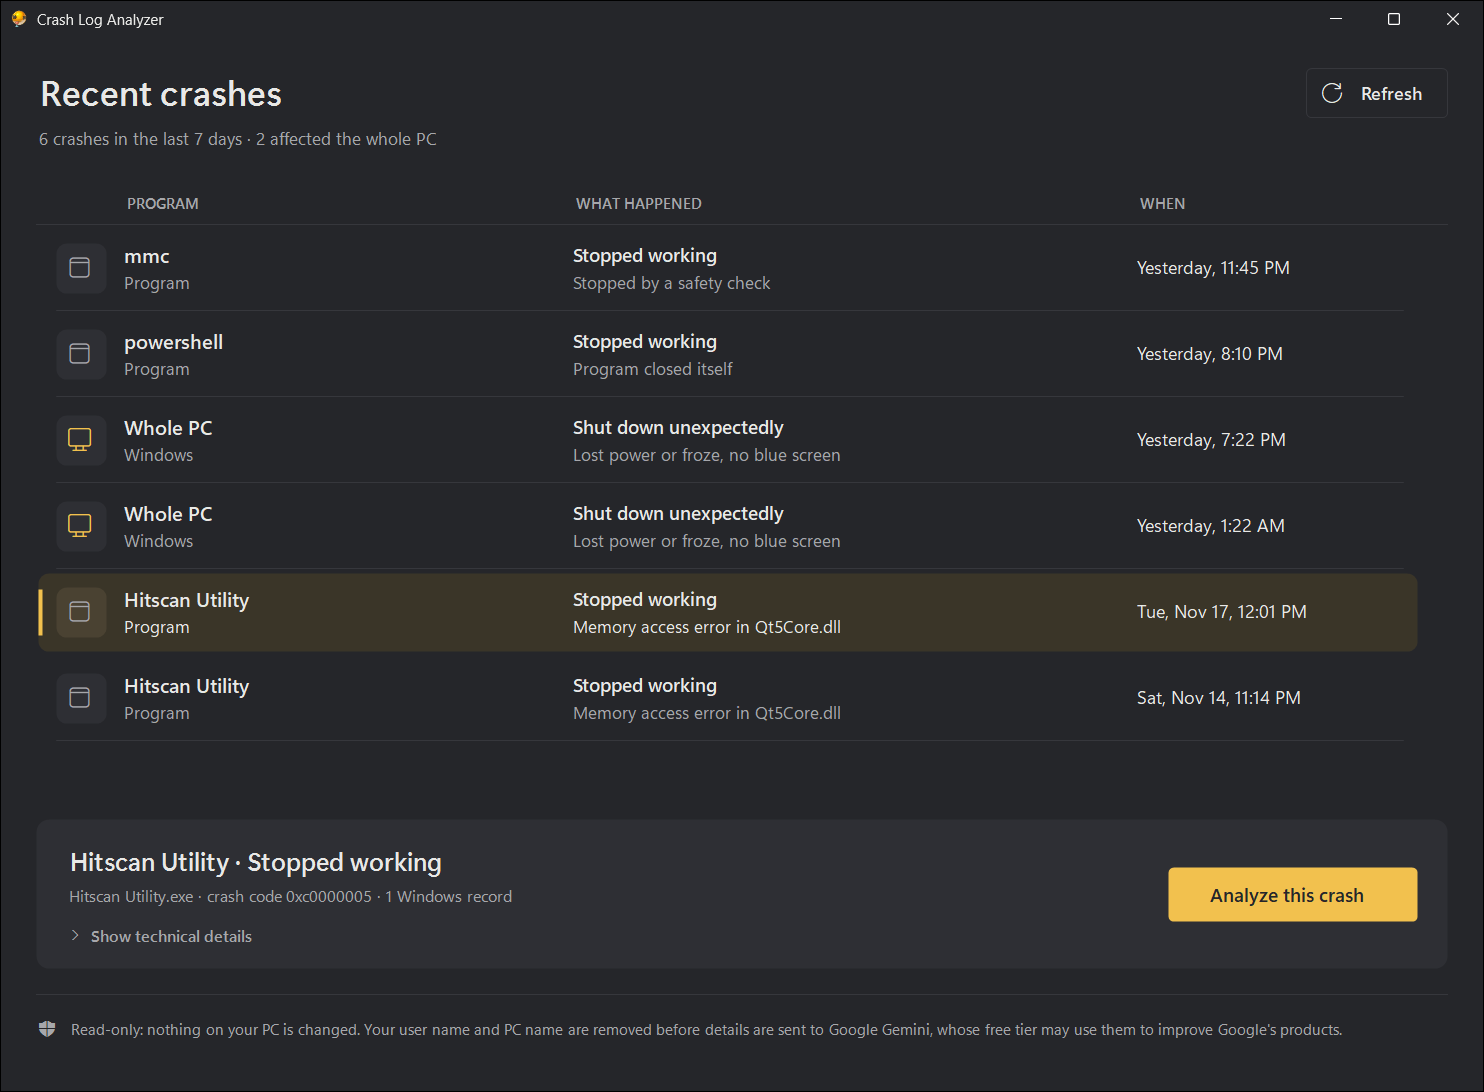 Crash Log Analyzer
Recent crashes
Refresh
6 crashes in the last 7 days · 2 affected the whole PC
PROGRAM WHAT HAPPENED WHEN
mmc Stopped working
Program Stopped by a safety check
Yesterday, 11:45 PM
powershell Stopped working
Program Program closed itself
Yesterday, 8:10 PM
Whole PC Shut down unexpectedly
Windows Lost power or froze, no blue screen
Yesterday, 7:22 PM
Whole PC Shut down unexpectedly
Windows Lost power or froze, no blue screen
Yesterday, 1:22 AM
Hitscan Utility Stopped working
Program Memory access error in Qt5Core.dll
Tue, Nov 17, 12:01 PM
Hitscan Utility Stopped working
Program Memory access error in Qt5Core.dll
Sat, Nov 14, 11:14 PM
Hitscan Utility · Stopped working
Hitscan Utility.exe · crash code 0xc0000005 · 1 Windows record
Show technical details
Analyze this crash
Read-only: nothing on your PC is changed. Your user name and PC name are removed before details are sent to Google Gemini, whose free tier may use them to improve Google's products.